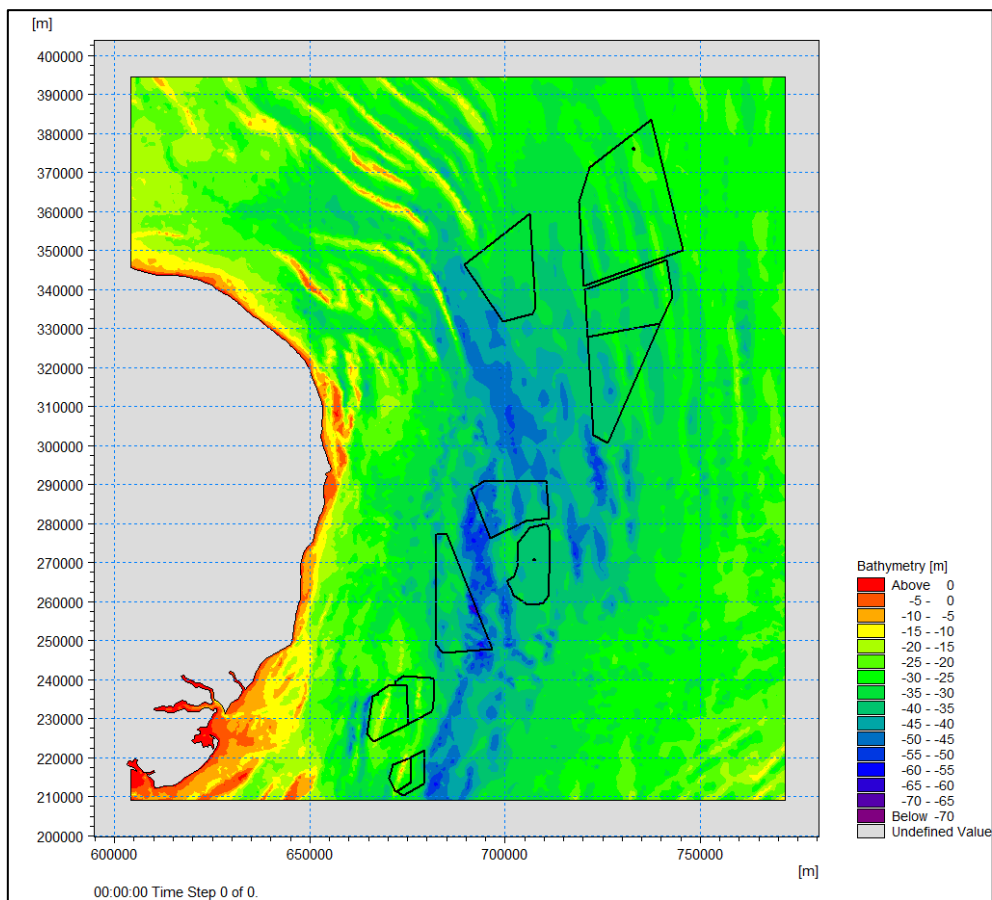 [m]
400000
390000
380000
370000
360000
350000
340000
330000
320000
310000
300000
290000
280000
270000
260000
250000
240000
230000
220000
210000
200000
600000 650000 700000 750000
[m]
00:00:00 Time Step 0 of 0.
Bathymetry [m]
Above 0
-5 - 0
-10 - -5
-15 - -10
-20 - -15
-25 - -20
-30 - -25
-35 - -30
-40 - -35
-45 - -40
-50 - -45
-55 - -50
-60 - -55
-65 - -60
-70 - -65
Below -70
Undefined Value